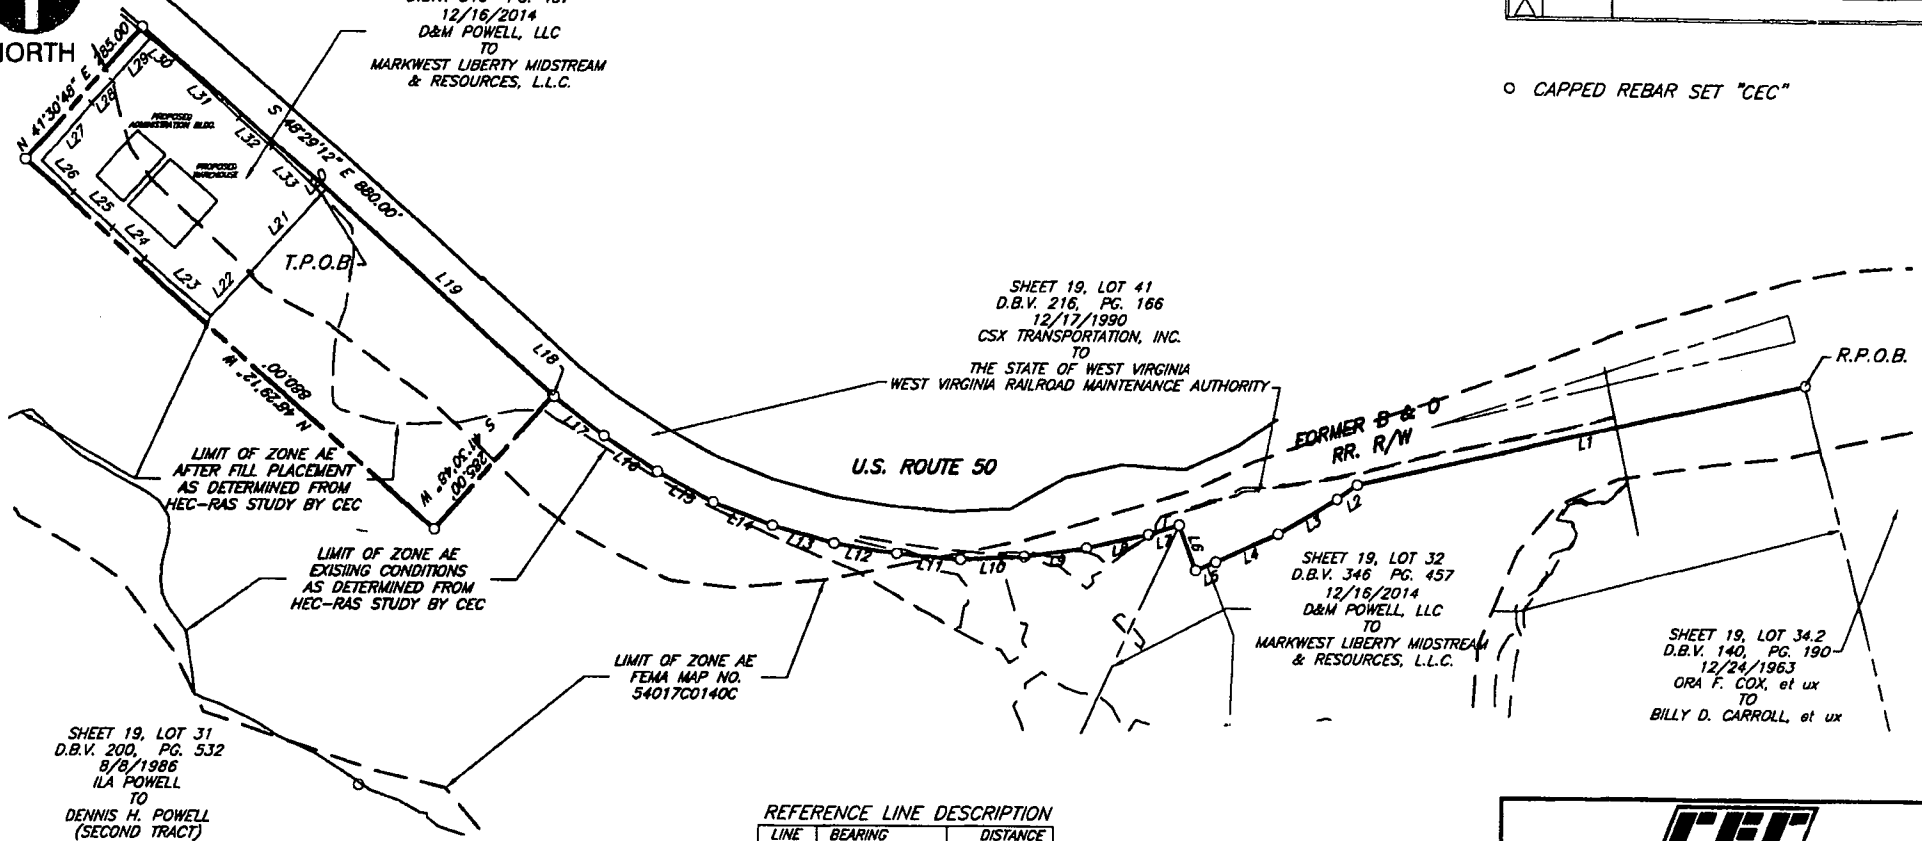 NORTH
12/16/2014
D&M POWELL, LLC
TO
MARKWEST LIBERTY MIDSTREAM
& RESOURCES, L.L.C.
CAPPED REBAR SET "CEC"
N 41°30'48" E 285.00'
L29
L30
L28
L31
L27
PROPOSED
ADMINISTRATION BLDG.
L32
S 48°29'12" E 880.00'
L26
PROPOSED
WAREHOUSE
L33
L25
L24
L21
L23
L22
T.P.O.B
L19
L18
N 48°29'12" W
880.00'
S 41°30'48" W
285.00'
LIMIT OF ZONE AE
AFTER FILL PLACEMENT
AS DETERMINED FROM
HEC-RAS STUDY BY CEC
LIMIT OF ZONE AE
EXISTING CONDITIONS
AS DETERMINED FROM
HEC-RAS STUDY BY CEC
L17
L16
L15
L14
L13
L12
L11
L10
L9
L8
L7
L6
L5
L4
L3
L2
L1
SHEET 19, LOT 41
D.B.V. 216, PG. 166
12/17/1990
CSX TRANSPORTATION, INC.
TO
THE STATE OF WEST VIRGINIA
WEST VIRGINIA RAILROAD MAINTENANCE AUTHORITY
U.S. ROUTE 50
FORMER B & O
RR. R/W
R.P.O.B.
SHEET 19, LOT 32
D.B.V. 346 PG. 457
12/16/2014
D&M POWELL, LLC
TO
MARKWEST LIBERTY MIDSTREAM
& RESOURCES, L.L.C.
SHEET 19, LOT 34.2
D.B.V. 140, PG. 190
12/24/1963
ORA F. COX, et ux
TO
BILLY D. CARROLL, et ux
LIMIT OF ZONE AE
FEMA MAP NO.
54017C0140C
SHEET 19, LOT 31
D.B.V. 200, PG. 532
8/8/1986
ILA POWELL
TO
DENNIS H. POWELL
(SECOND TRACT)
REFERENCE LINE DESCRIPTION
LINE BEARING DISTANCE